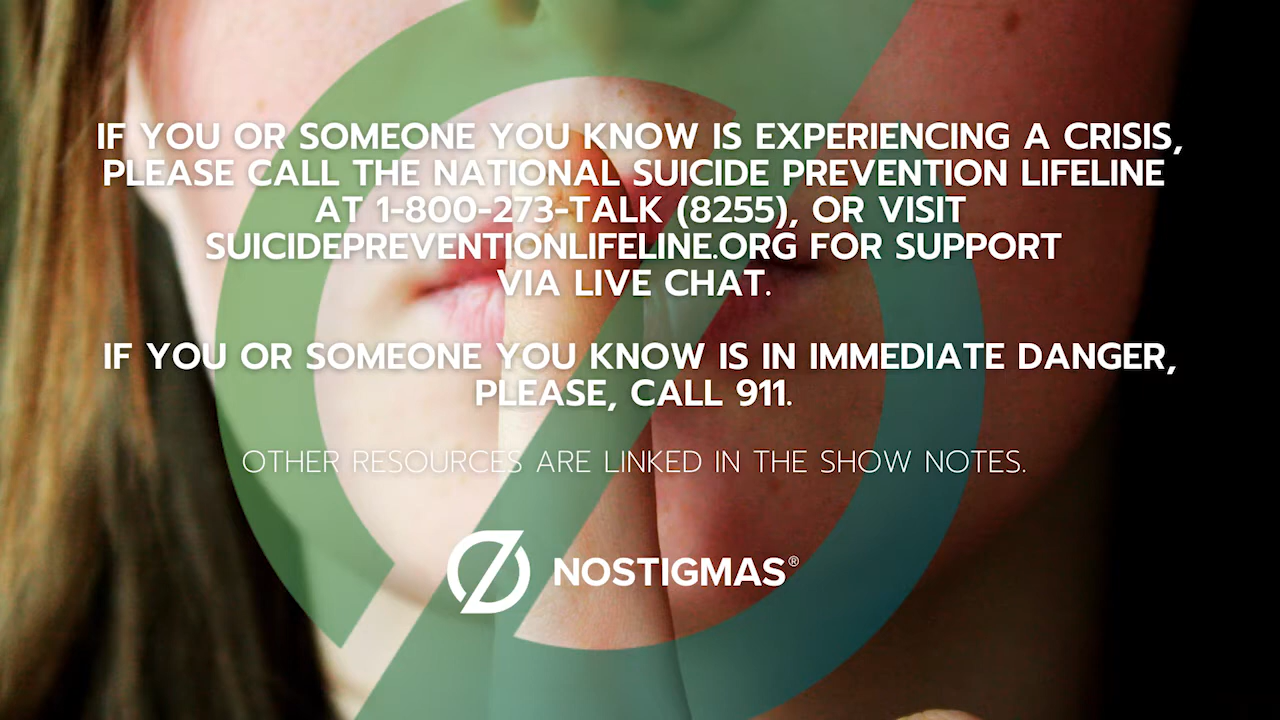 IF YOU OR SOMEONE YOU KNOW IS EXPERIENCING A CRISIS,
PLEASE CALL THE NATIONAL SUICIDE PREVENTION LIFELINE
AT 1-800-273-TALK (8255), OR VISIT
SUICIDEPREVENTIONLIFELINE.ORG FOR SUPPORT
VIA LIVE CHAT.
IF YOU OR SOMEONE YOU KNOW IS IN IMMEDIATE DANGER,
PLEASE, CALL 911.
OTHER RESOURCES ARE LINKED IN THE SHOW NOTES.
NOSTIGMAS®